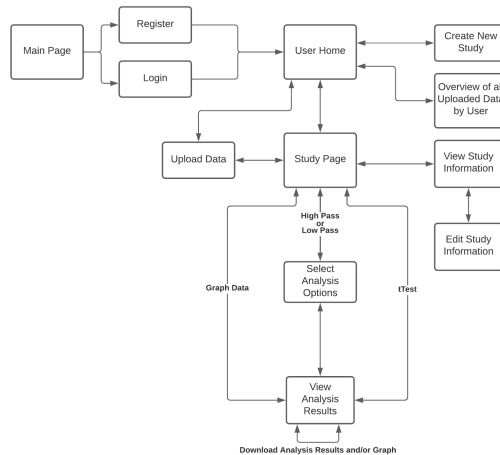 Main Page
Register
Login
User Home
Create New
Study
Overview of al
Uploaded Data
by User
Upload Data
Study Page
View Study
Information
Edit Study
Information
High Pass
or
Low Pass
Graph Data
tTest
Select
Analysis
Options
View
Analysis
Results
Download Analysis Results and/or Graph